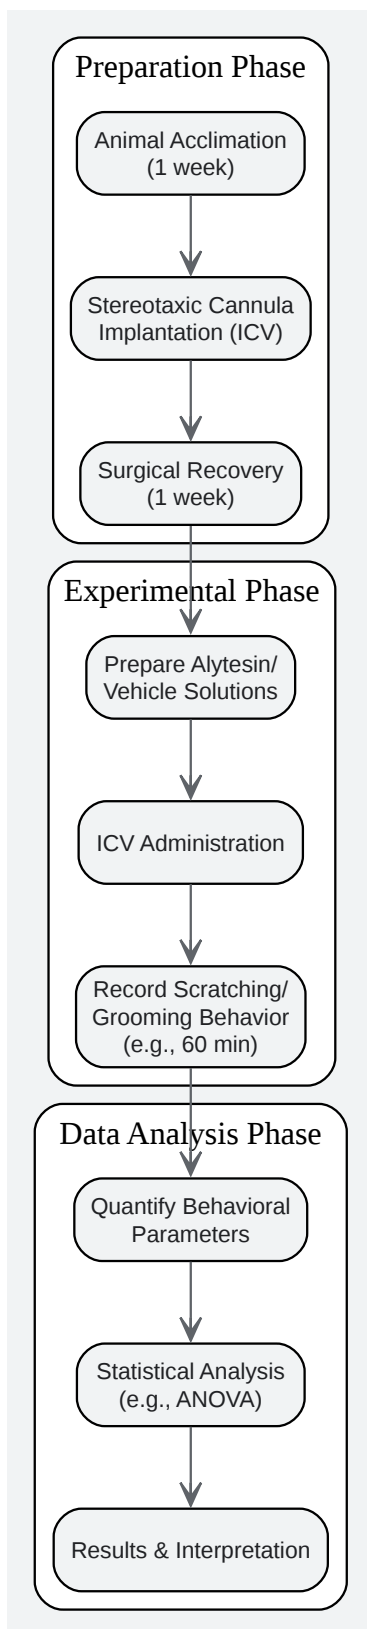 Preparation Phase
Animal Acclimation
(1 week)
Stereotaxic Cannula
Implantation (ICV)
Surgical Recovery
(1 week)
Experimental Phase
Prepare Alytesin/
Vehicle Solutions
ICV Administration
Record Scratching/
Grooming Behavior
(e.g., 60 min)
Data Analysis Phase
Quantify Behavioral
Parameters
Statistical Analysis
(e.g., ANOVA)
Results & Interpretation